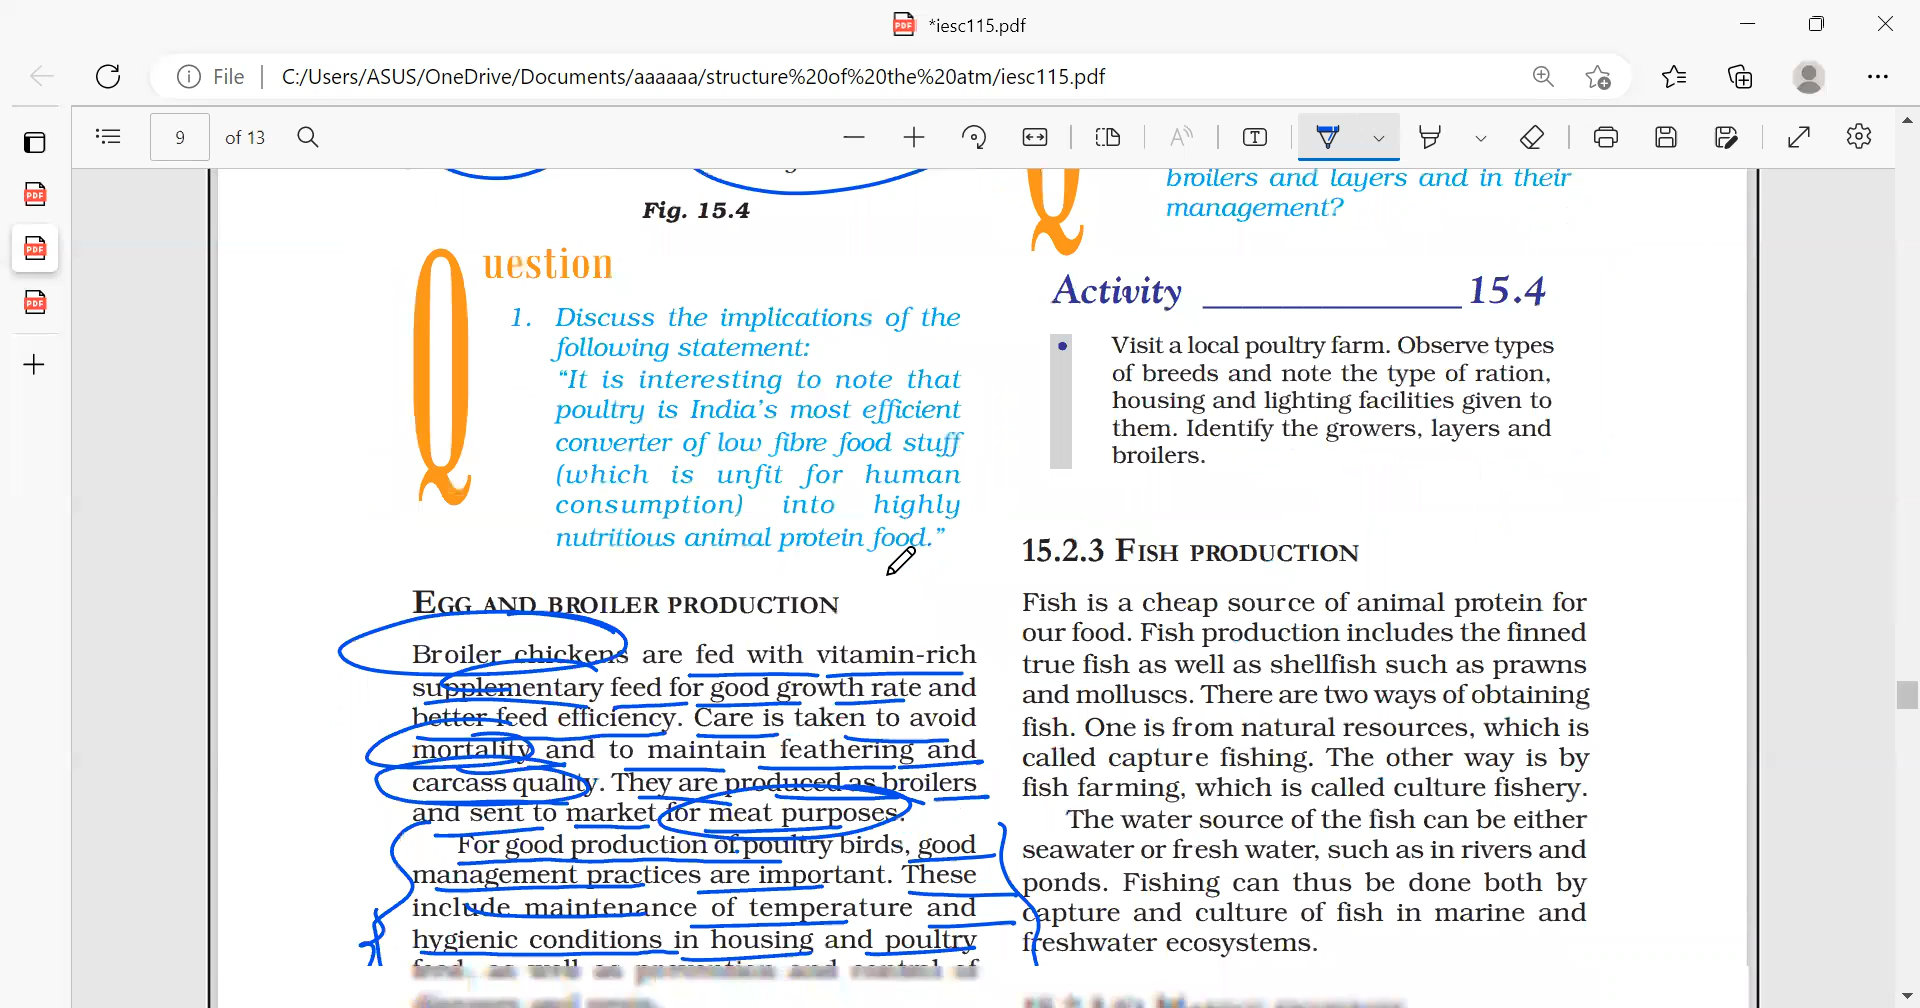 *iesc115.pdf
File
C:/Users/ASUS/OneDrive/Documents/aaaaaa/structure%20of%20the%20atm/iesc115.pdf
9 of 13
Fig. 15.4
Question
1. Discuss the implications of the
following statement:
“It is interesting to note that
poultry is India’s most efficient
converter of low fibre food stuff
(which is unfit for human
consumption) into highly
nutritious animal protein food.”
EGG AND BROILER PRODUCTION
Broiler chickens are fed with vitamin-rich
supplementary feed for good growth rate and
better feed efficiency. Care is taken to avoid
mortality and to maintain feathering and
carcass quality. They are produced as broilers
and sent to market for meat purposes.
For good production of poultry birds, good
management practices are important. These
include maintenance of temperature and
hygienic conditions in housing and poultry
feed, as well as prevention and control of
broilers and layers and in their
management?
Activity 15.4
• Visit a local poultry farm. Observe types
of breeds and note the type of ration,
housing and lighting facilities given to
them. Identify the growers, layers and
broilers.
15.2.3 FISH PRODUCTION
Fish is a cheap source of animal protein for
our food. Fish production includes the finned
true fish as well as shellfish such as prawns
and molluscs. There are two ways of obtaining
fish. One is from natural resources, which is
called capture fishing. The other way is by
fish farming, which is called culture fishery.
The water source of the fish can be either
seawater or fresh water, such as in rivers and
ponds. Fishing can thus be done both by
capture and culture of fish in marine and
freshwater ecosystems.